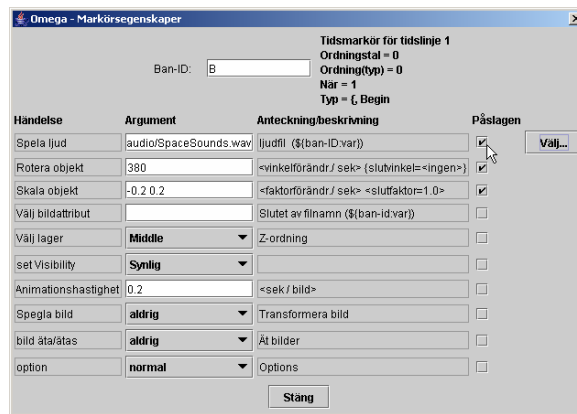 Omega - Markörsegenskaper
Tidsmarkör för tidslinje 1
Ordningstal = 0
Ban-ID: B Ordning(typ) = 0
När = 1
Typ = {, Begin
Händelse Argument Anteckning/beskrivning Påslagen
Spela ljud audio/SpaceSounds.wav ljudfil (${ban-ID:var}) Välj...
Rotera objekt 380 <vinkelförändr./ sek> {slutvinkel=<ingen>}
Skala objekt -0.2 0.2 <faktorförändr./ sek> <slutfaktor=1.0>
Välj bildattribut Slutet av filnamn (${ban-id:var})
Välj lager Middle Z-ordning
set Visibility Synlig
Animationshastighet 0.2 <sek / bild>
Spegla bild aldrig Transformera bild
bild äta/ätas aldrig Ät bilder
option normal Options
Stäng